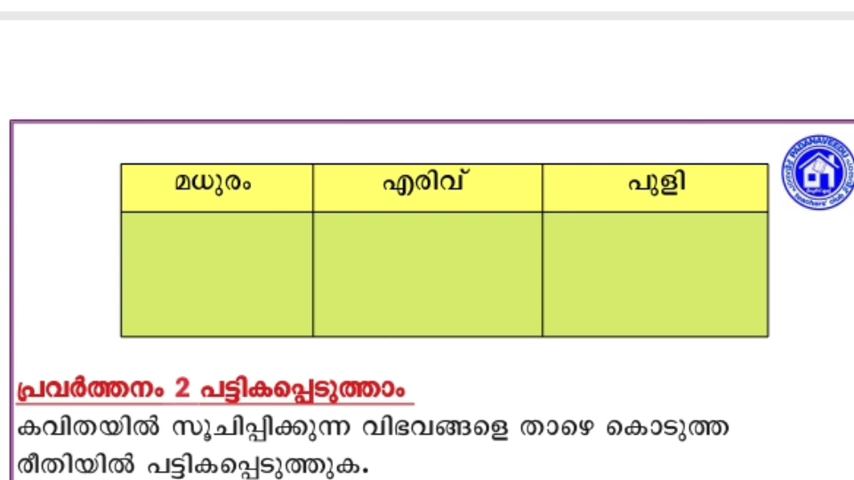 മധുരം എരിവ് പുളി
പ്രവർത്തനം 2 പട്ടികപ്പെടുത്താം
കവിതയിൽ സൂചിപ്പിക്കുന്ന വിഭവങ്ങളെ താഴെ കൊടുത്ത
രീതിയിൽ പട്ടികപ്പെടുത്തുക.